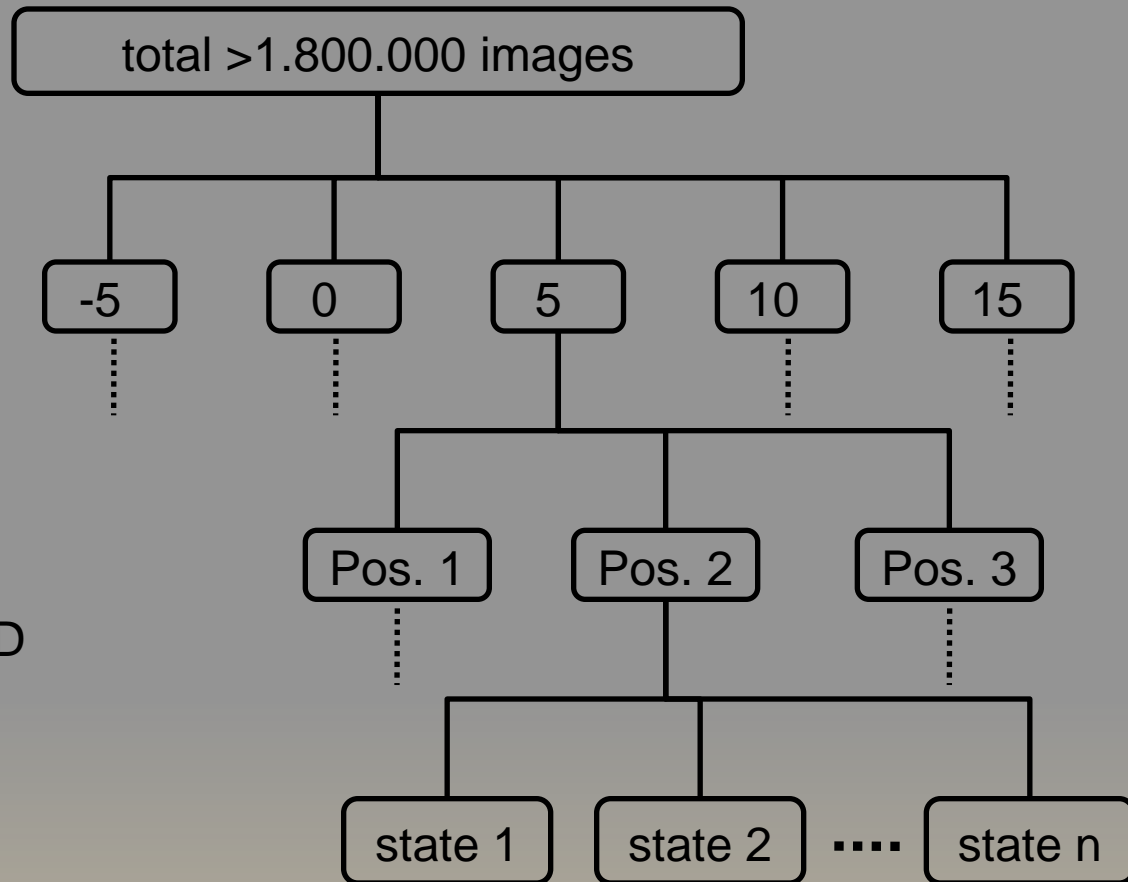 total >1.800.000 images
-5 0 5 10 15
Pos. 1 Pos. 2 Pos. 3
D
state 1 state 2 .... state n